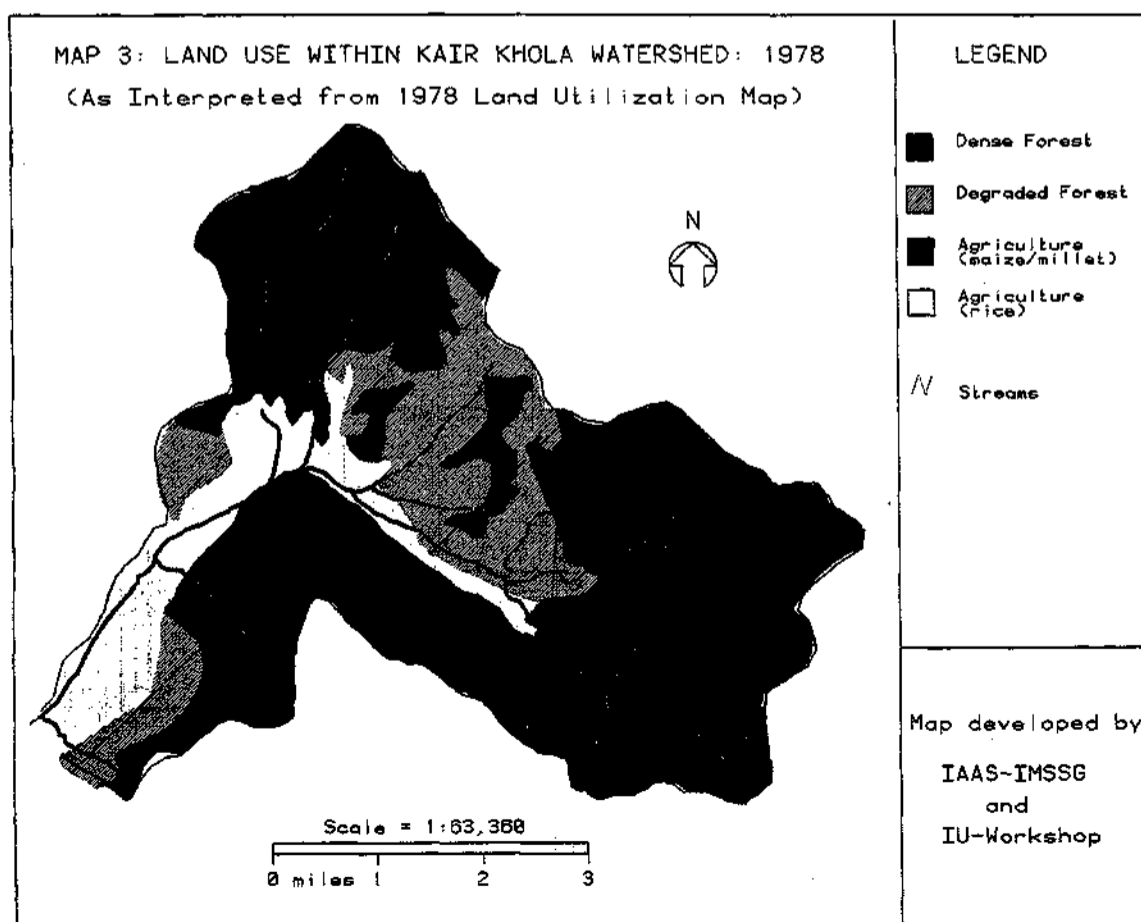 MAP 3: LAND USE WITHIN KAIR KHOLA WATERSHED: 1978
(As Interpreted from 1978 Land Utilization Map)
LEGEND
Dense Forest
Degraded Forest
Agriculture
(maize/millet)
Agriculture
(rice)
Streams
N
Scale = 1:63,360
0 miles 1 2 3
Map developed by
IAAS-IMSSG
and
IU-Workshop